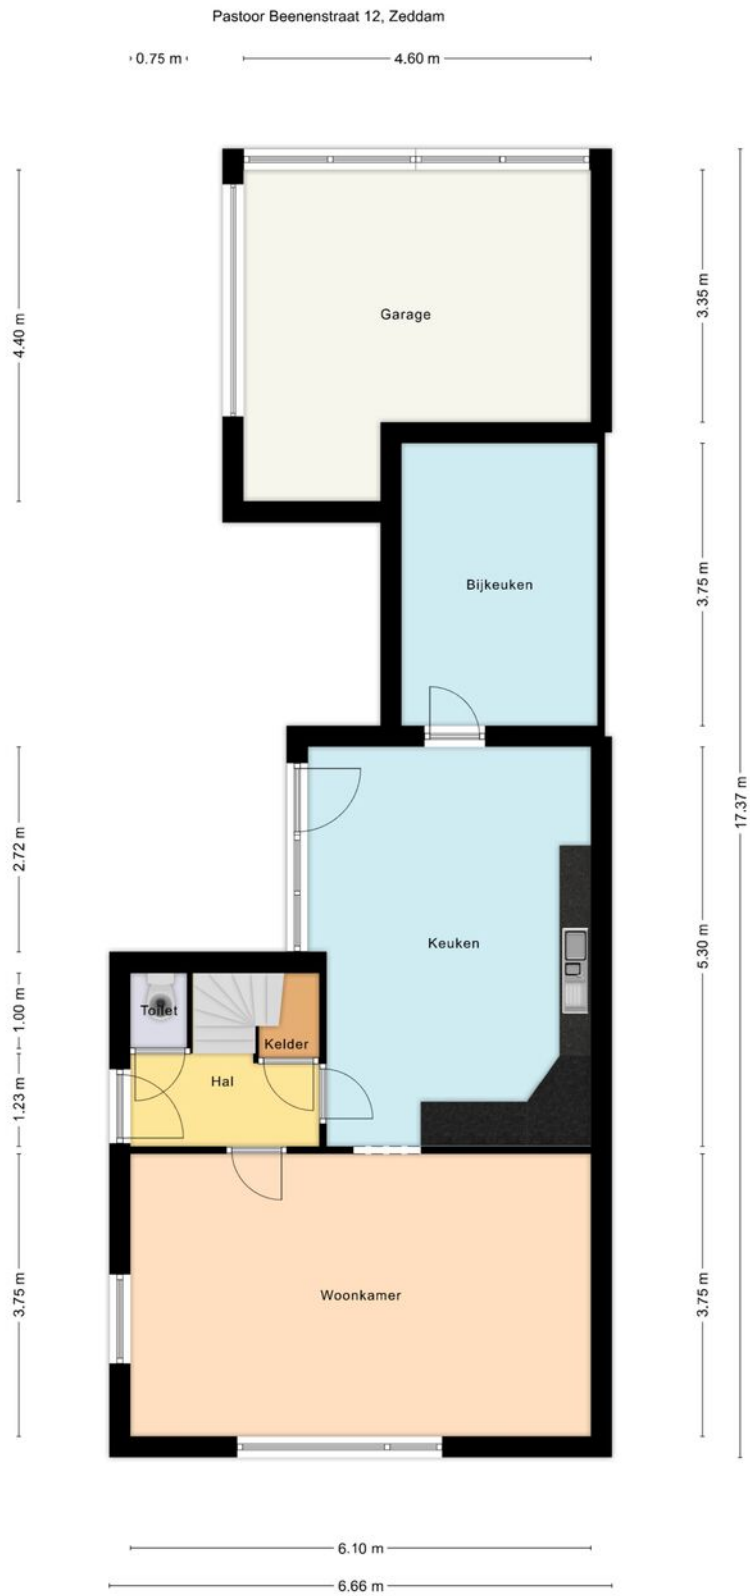 Pastoor Beenenstraat 12, Zeddam
0.75 m
4.60 m
4.40 m
3.35 m
Garage
3.75 m
Bijkeuken
17.37 m
2.72 m
Keuken
5.30 m
1.00 m
Toilet
Kelder
1.23 m
Hal
3.75 m
Woonkamer
3.75 m
6.10 m
6.66 m